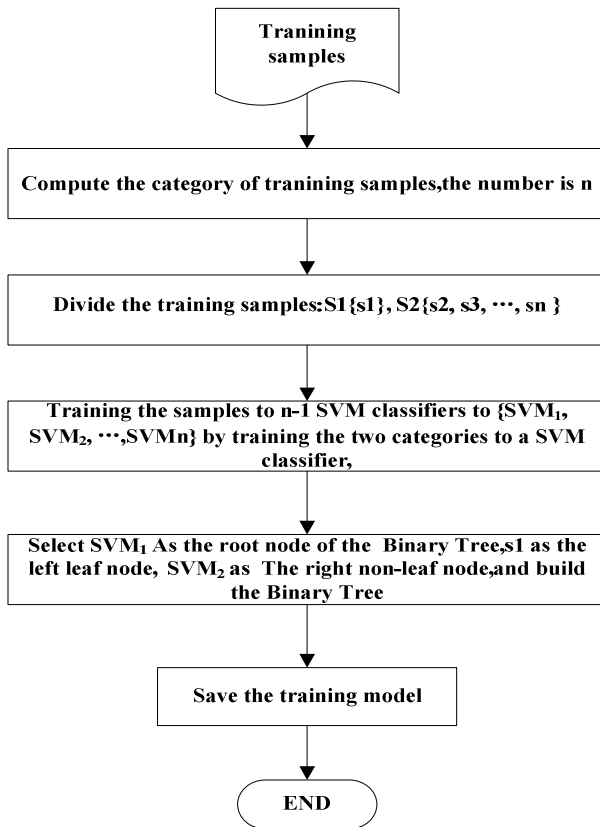 Tranining
samples
Compute the category of tranining samples,the number is n
Divide the training samples:S1{s1}, S2{s2, s3, ···, sn }
Training the samples to n-1 SVM classifiers to {SVM₁,
SVM₂, ···,SVMn} by training the two categories to a SVM
classifier,
Select SVM₁ As the root node of the Binary Tree,s1 as the
left leaf node, SVM₂ as The right non-leaf node,and build
the Binary Tree
Save the training model
END